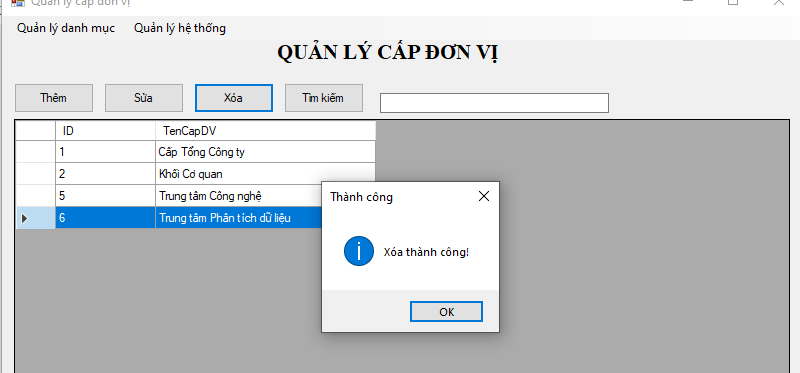 Quản lý cấp đơn vị
Quản lý danh mục Quản lý hệ thống
QUẢN LÝ CẤP ĐƠN VỊ
Thêm Sửa Xóa Tìm kiếm
ID TenCapDV
1 Cấp Tổng Công ty
2 Khối Cơ quan
5 Trung tâm Công nghệ
6 Trung tâm Phân tích dữ liệu
Thành công
Xóa thành công!
OK